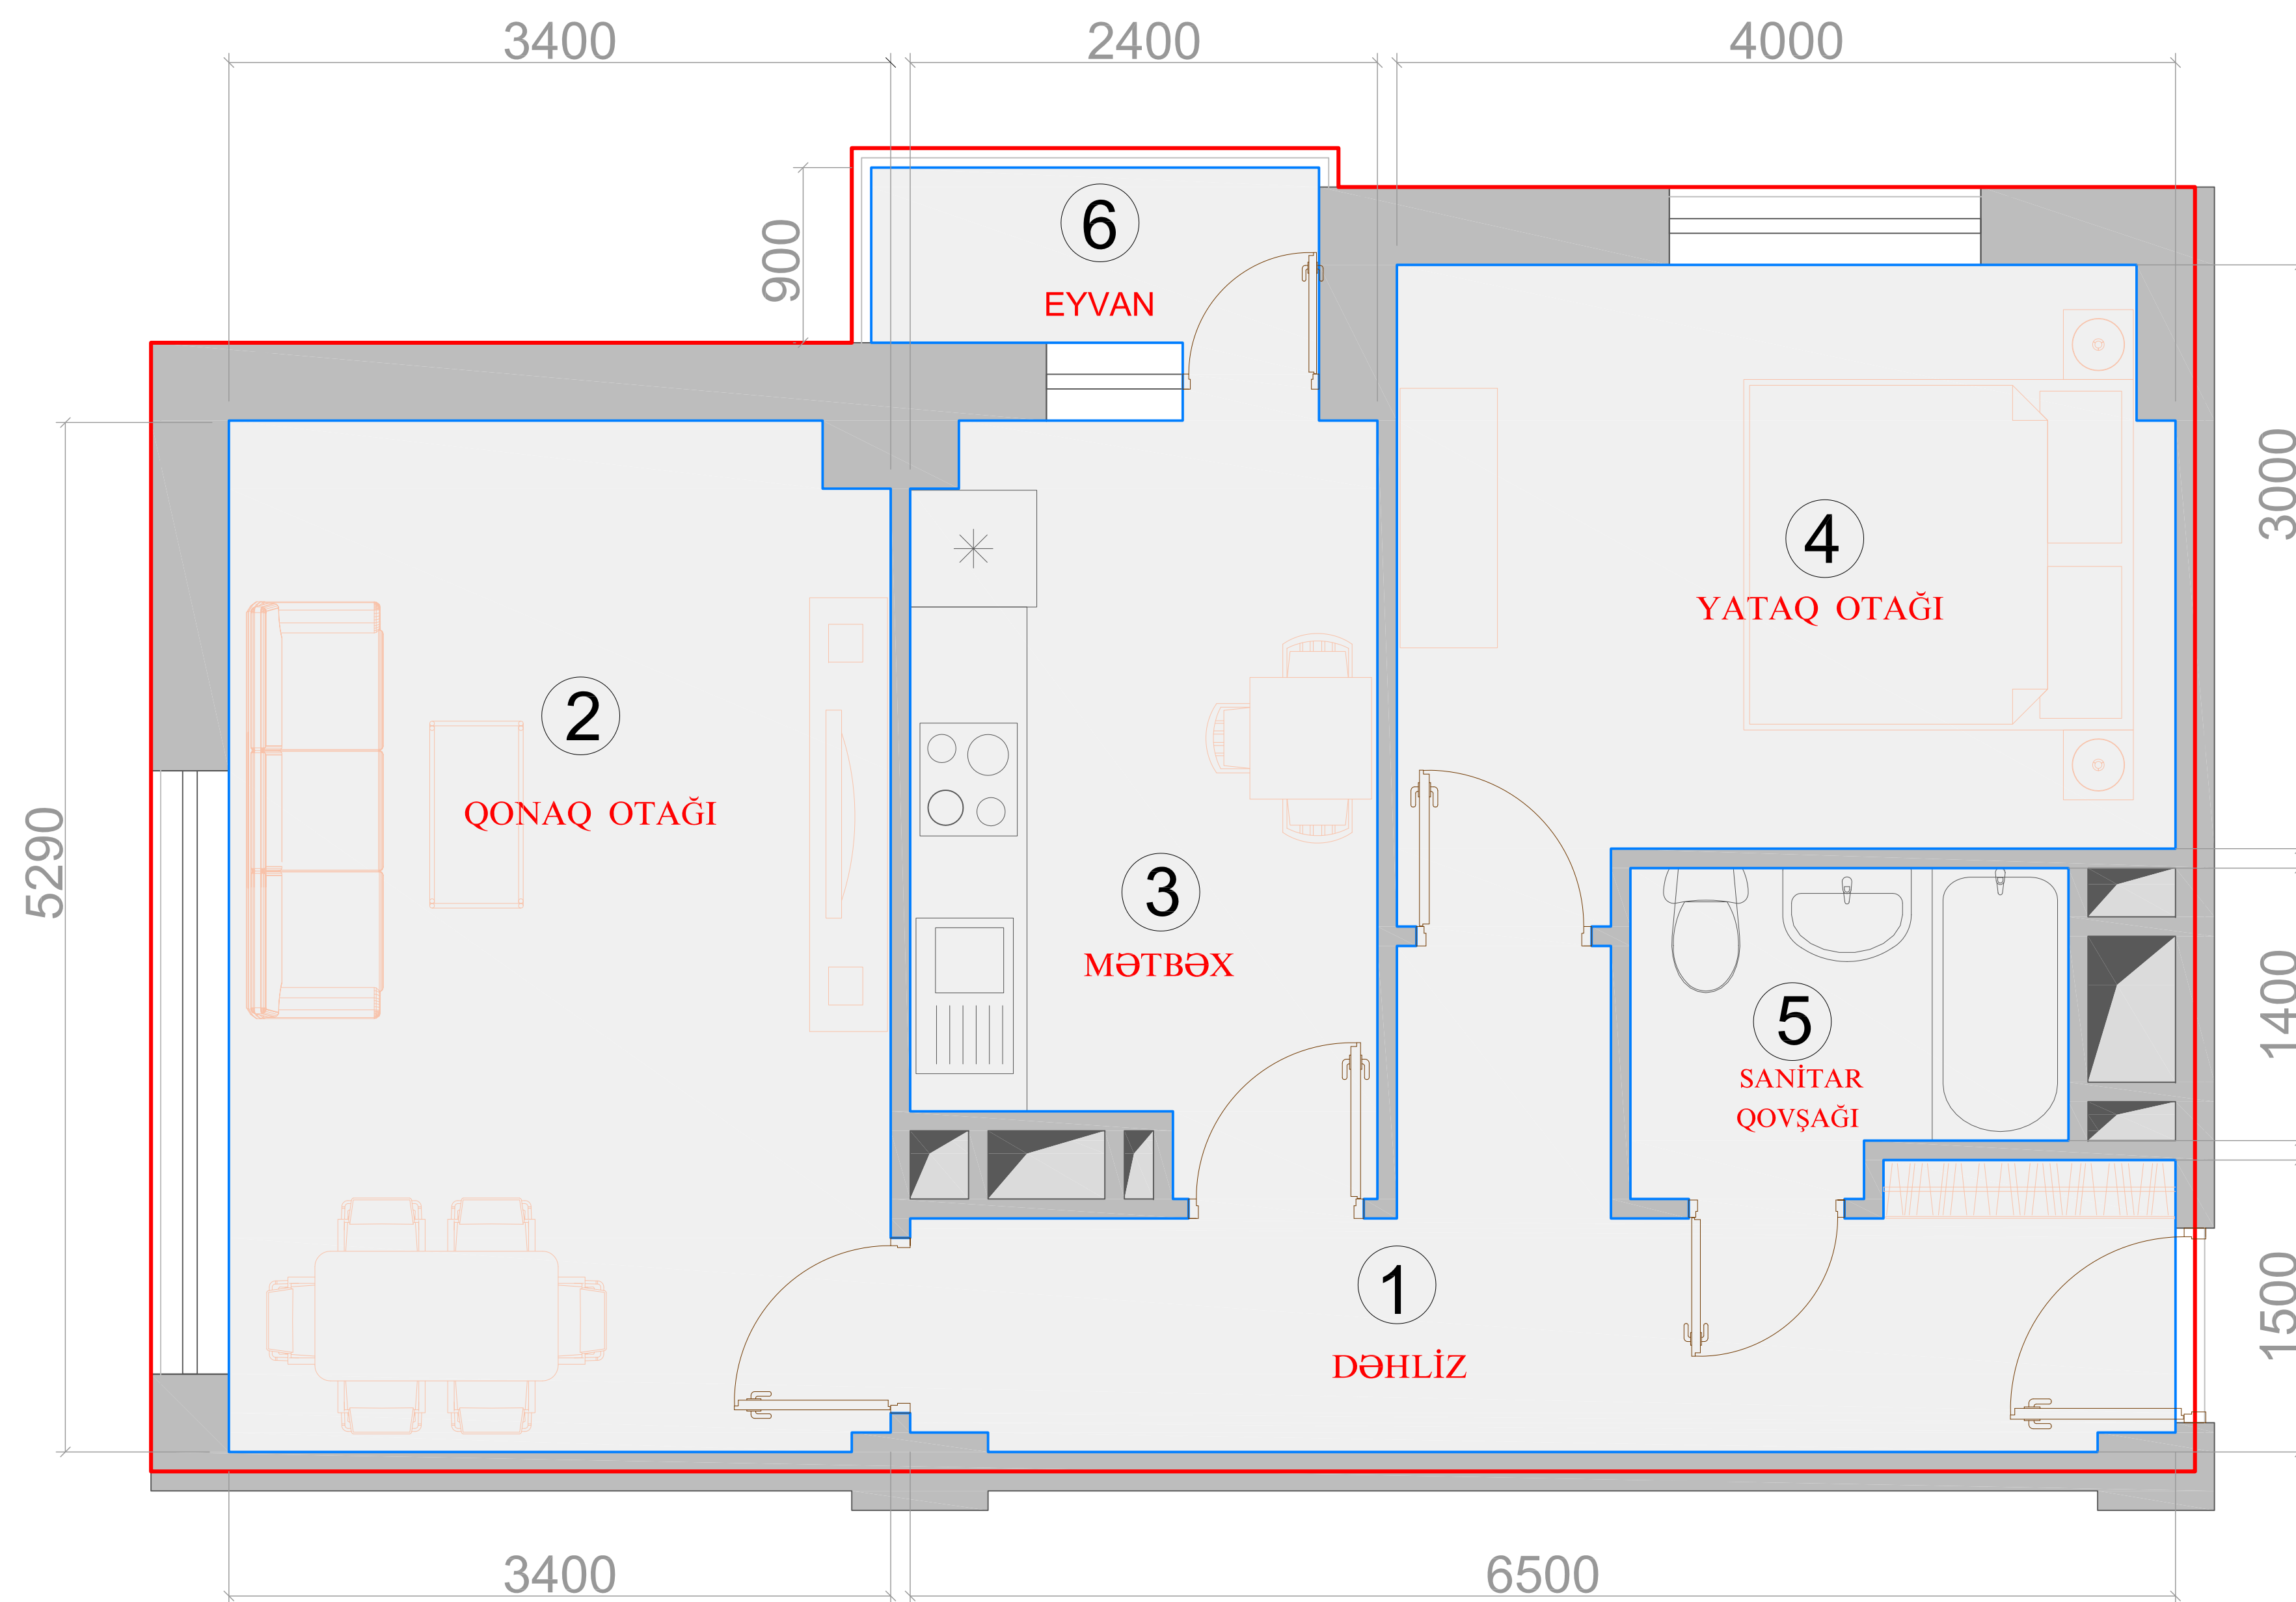 3400
2400
4000
900
6
EYVAN
3000
4
YATAQ OTAĞI
2
QONAQ OTAĞI
5290
3
MƏTBƏX
5
SANİTAR
QOVŞAĞI
1400
1
DƏHLİZ
1500
3400
6500